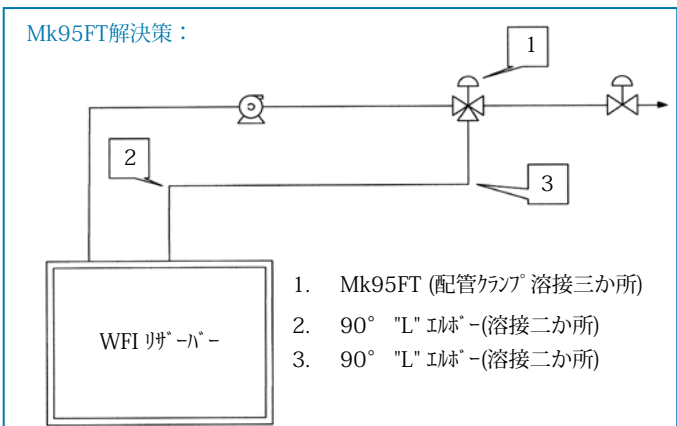 Mk95FT解決策：
1
2
3
WFI ﾘｻﾞｰﾊﾞｰ
1. Mk95FT (配管ｸﾗﾝﾌﾟ 溶接三か所)
2. 90° "L" ｴﾙﾎﾞｰ(溶接二か所)
3. 90° "L" ｴﾙﾎﾞｰ(溶接二か所)